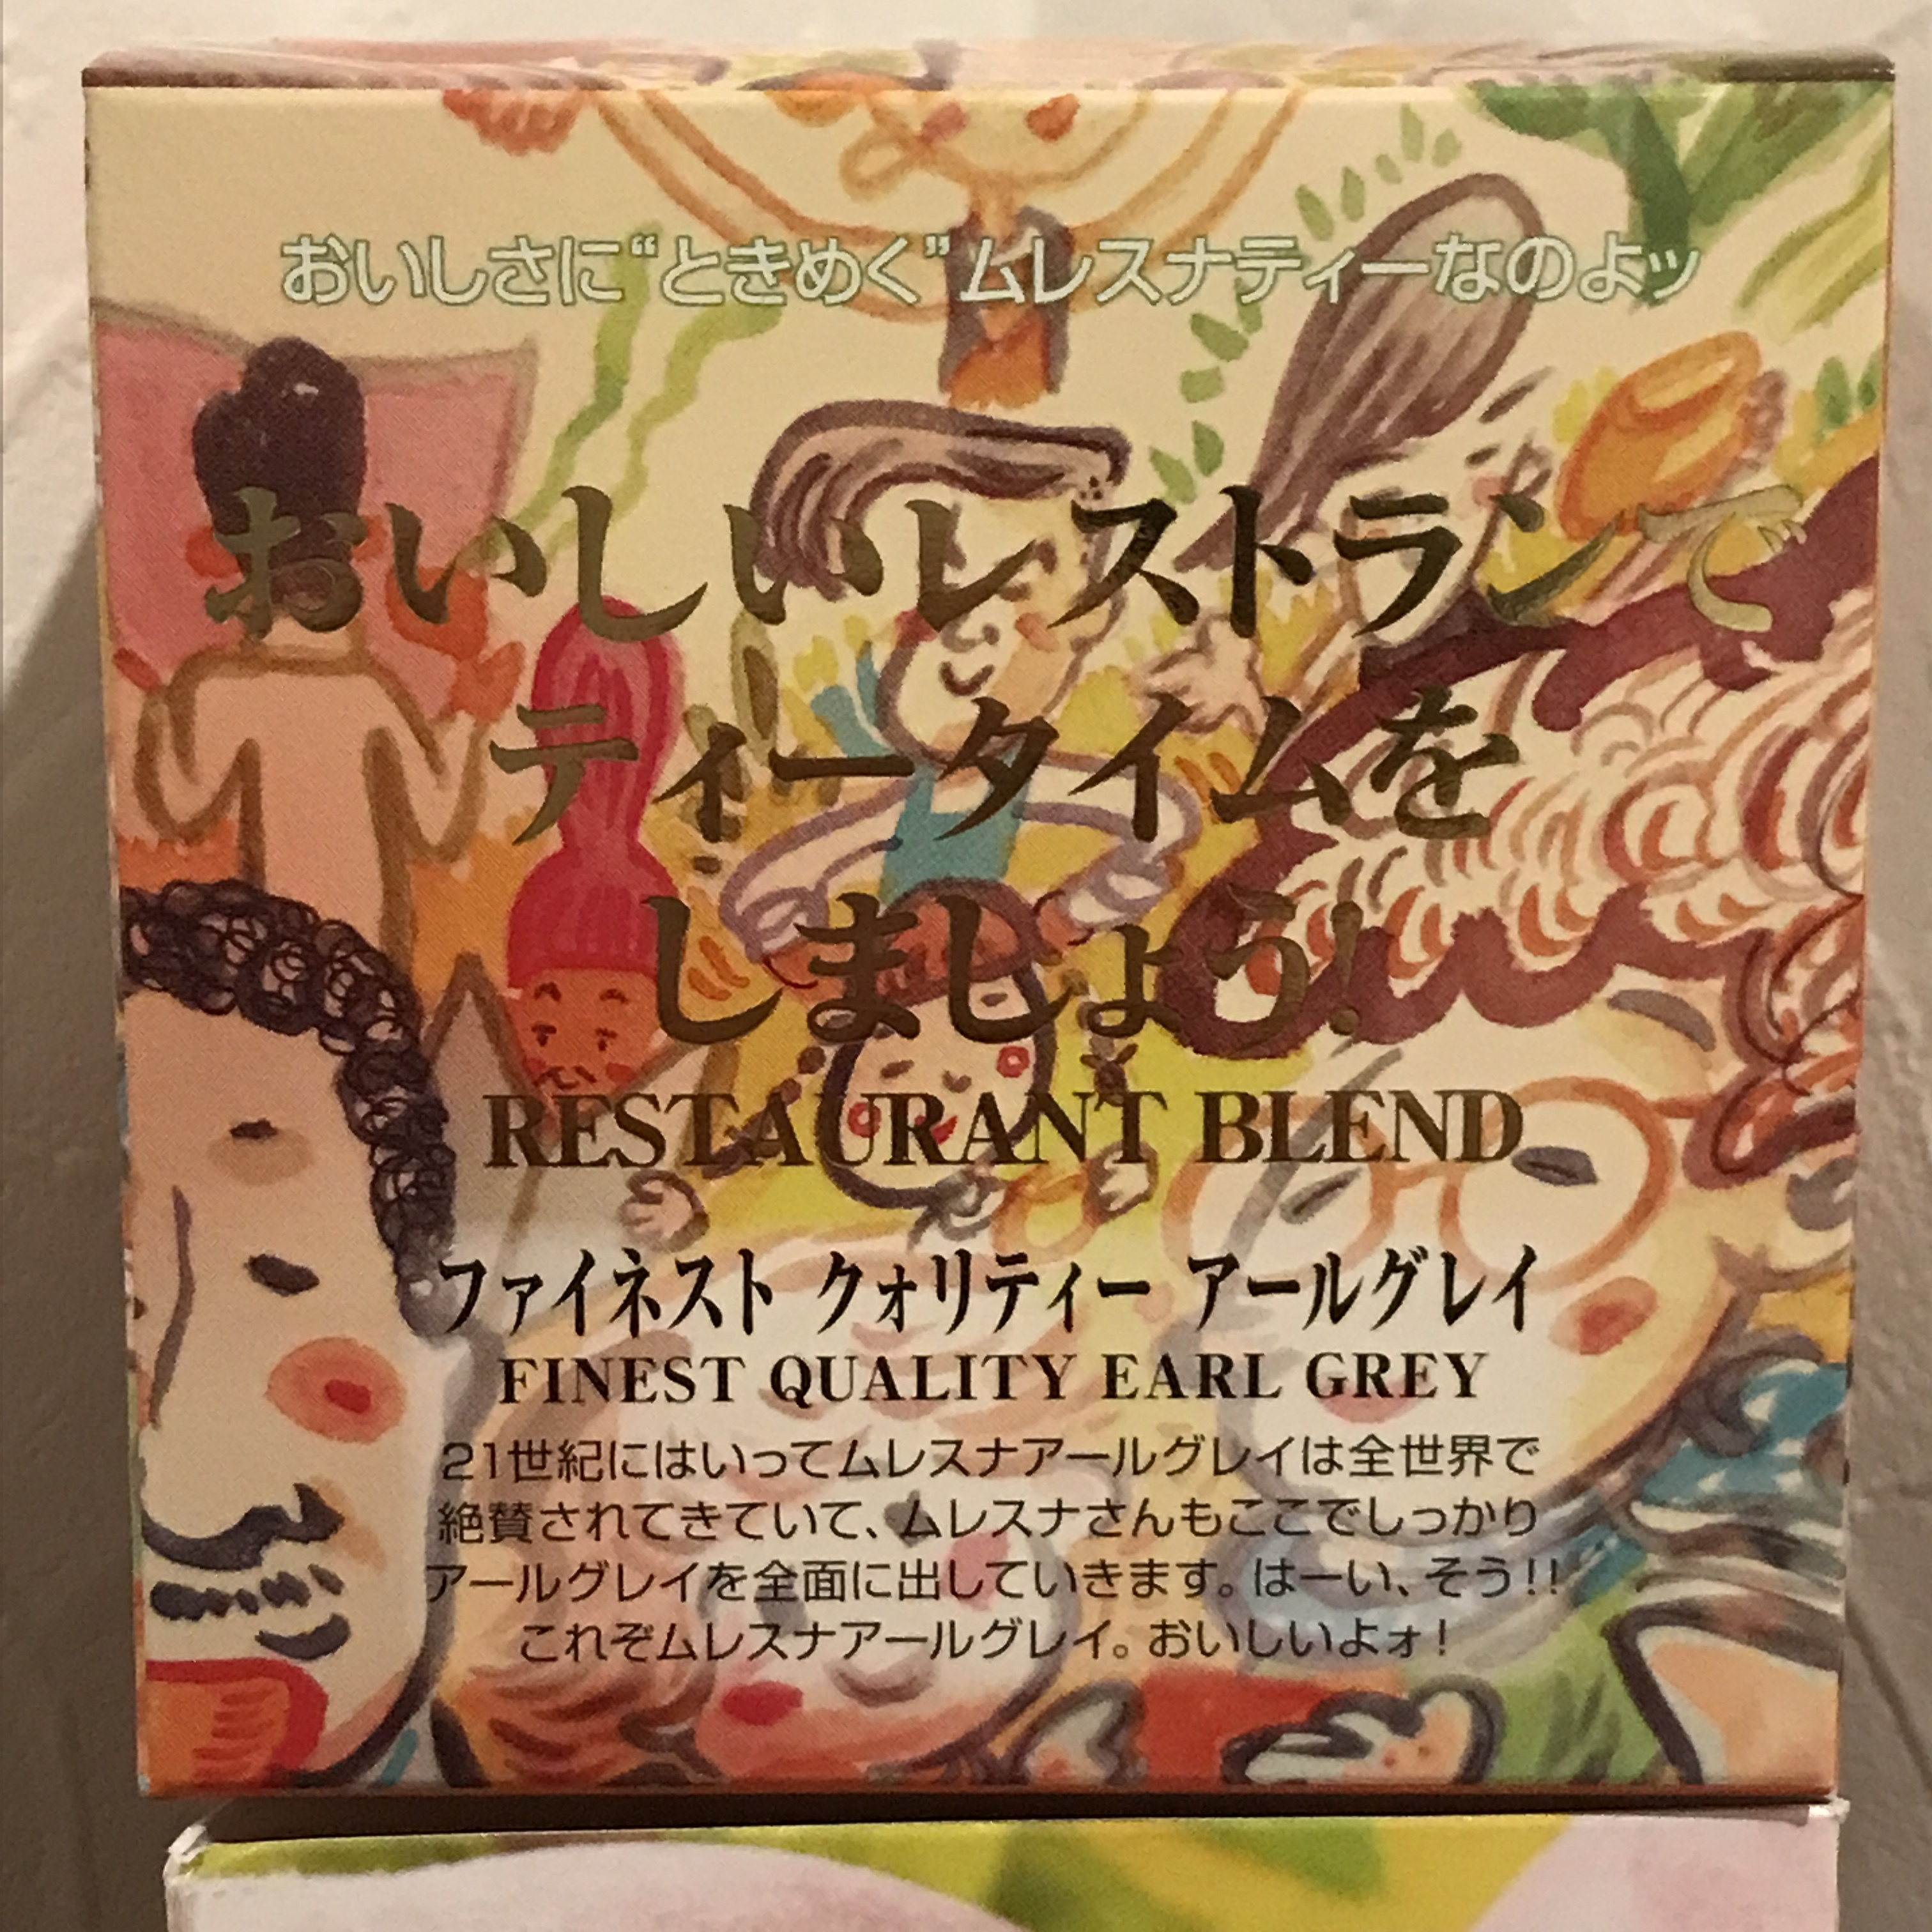 おいしさに“ときめく”ムレスナティーなのよッ
おいしいレストランで
ティータイムを
しましょう!
RESTAURANT BLEND
ファイネスト クォリティー アールグレイ
FINEST QUALITY EARL GREY
21世紀にはいってムレスナアールグレイは全世界で
絶賛されてきていて、ムレスナさんもここでしっかり
アールグレイを全面に出していきます。はーい、そう!!
これぞムレスナアールグレイ。おいしいよォ!